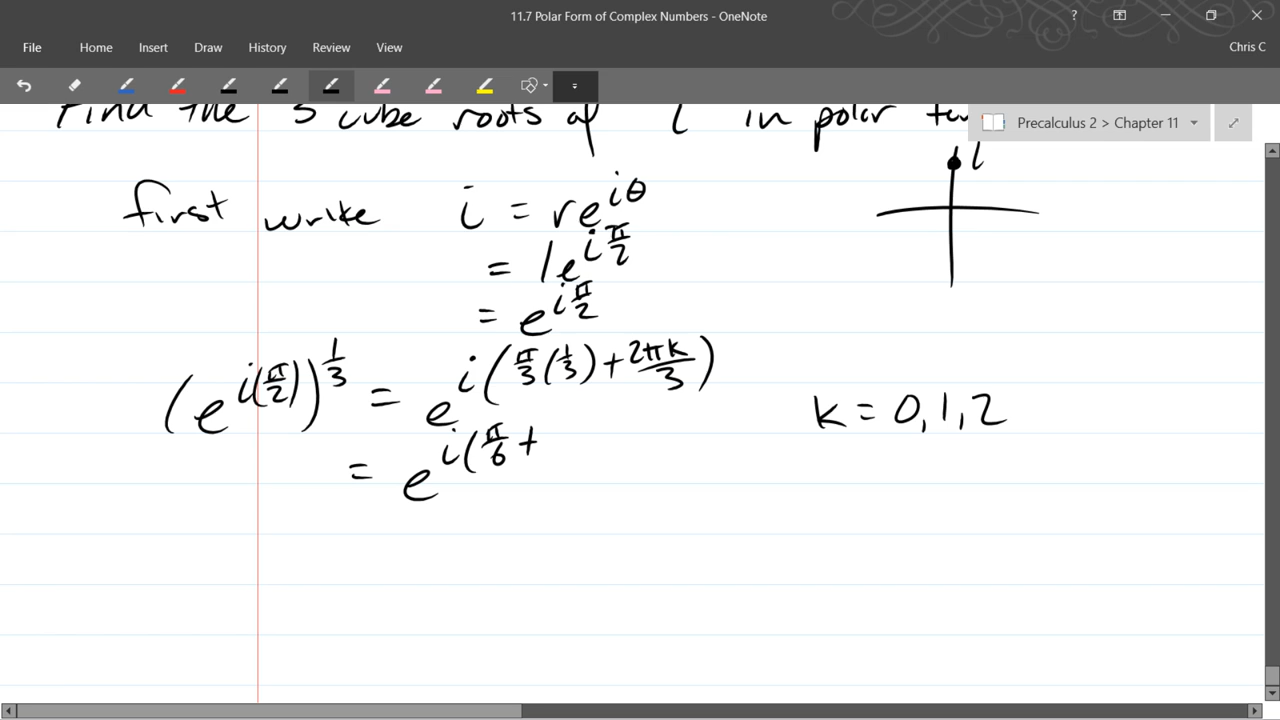 11.7 Polar Form of Complex Numbers - OneNote
File Home Insert Draw History Review View Chris C
Precalculus 2 > Chapter 11
Find the 3 cube roots of i in polar
i
first write i = re^{iθ}
= 1e^{i π/2}
= e^{i π/2}
(e^{i(π/2)})^{1/3} = e^{i(π/3(1/3) + 2πk/3)} k = 0, 1, 2
= e^{i(π/6 +